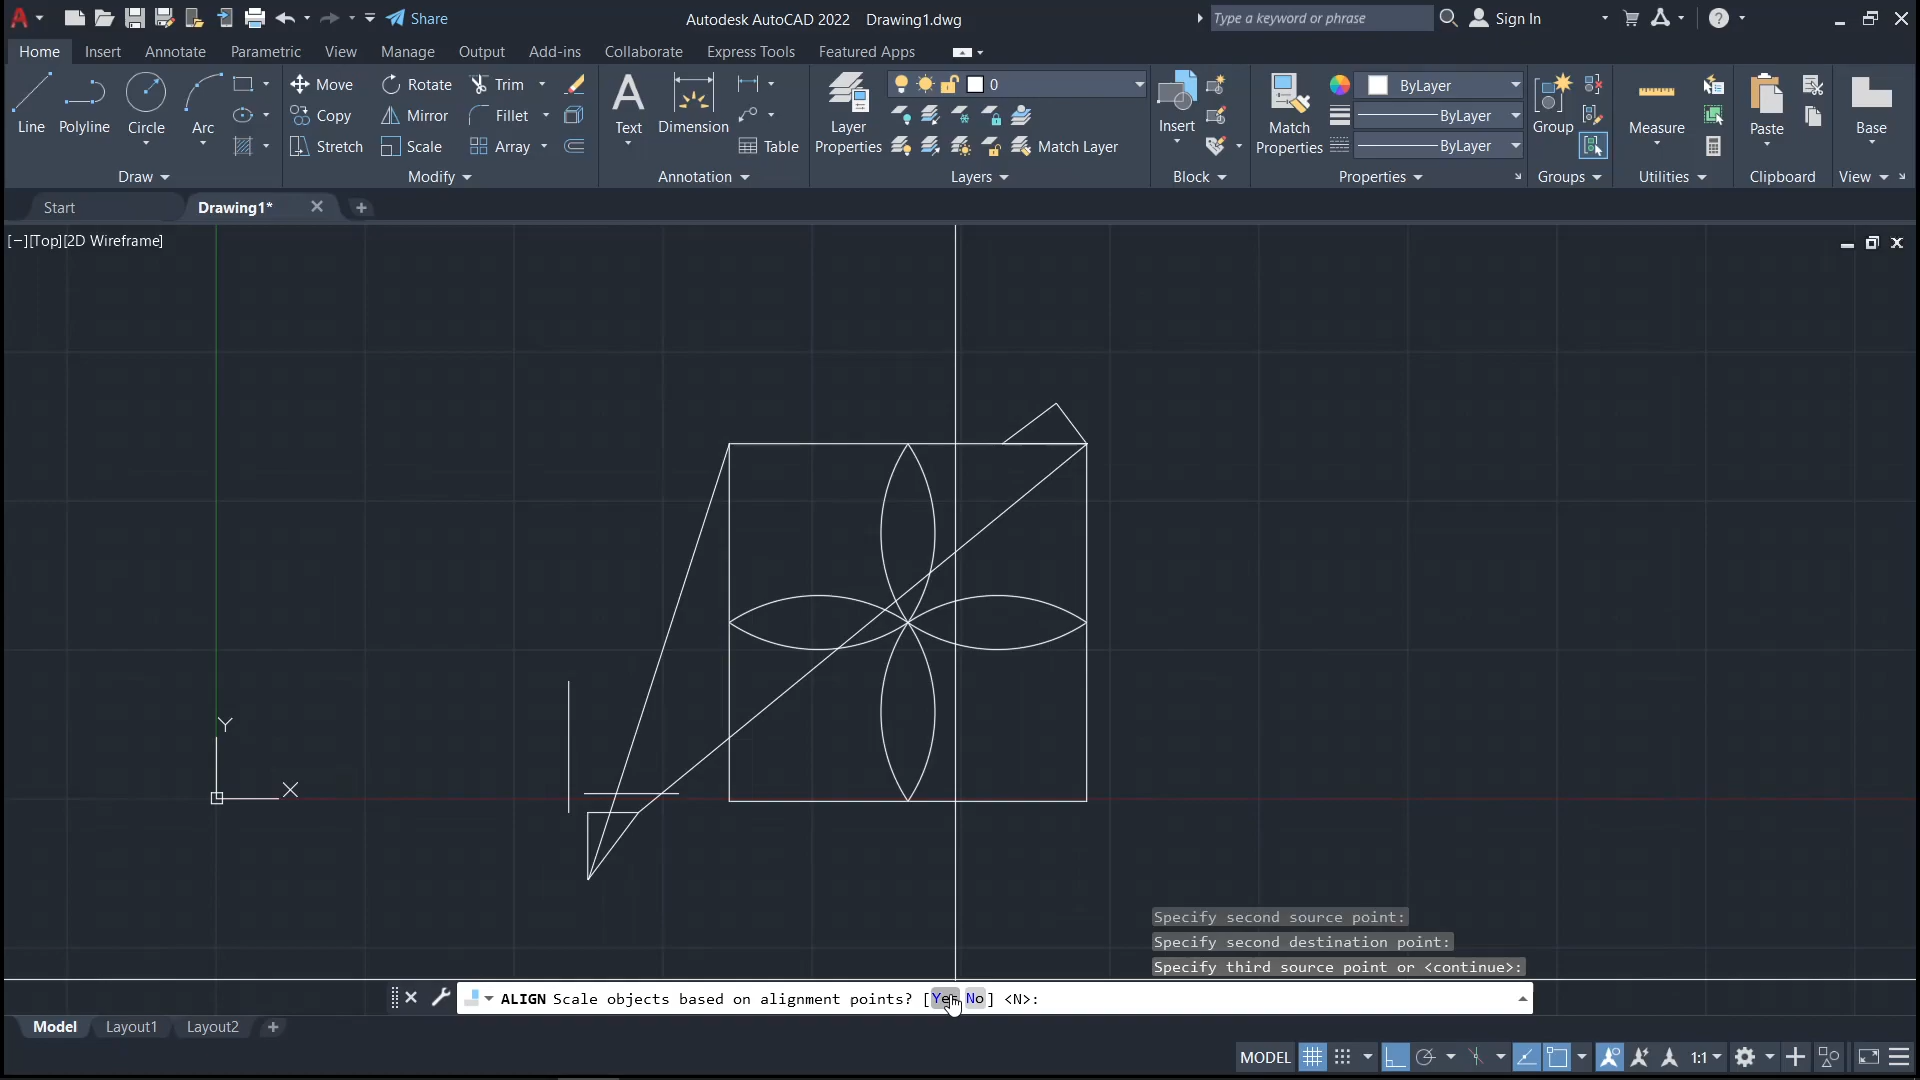 Share
Autodesk AutoCAD 2022 Drawing1.dwg
Type a keyword or phrase
Sign In
Home Insert Annotate Parametric View Manage Output Add-ins Collaborate Express Tools Featured Apps
Line
Polyline
Circle
Arc
Draw
Move Rotate Trim
Copy Mirror Fillet
Stretch Scale Array
Modify
Text
Dimension
Table
Annotation
Layer
Properties
0
Match Layer
Layers
Insert
Block
Match
Properties
ByLayer
ByLayer
ByLayer
Properties
Group
Groups
Measure
Utilities
Paste
Clipboard
Base
View
Start Drawing1*
[−][Top][2D Wireframe]
Y
X
Specify second source point:
Specify second destination point:
Specify third source point or <continue>:
ALIGN Scale objects based on alignment points? [Yes No] <N>:
Model Layout1 Layout2
MODEL 1:1